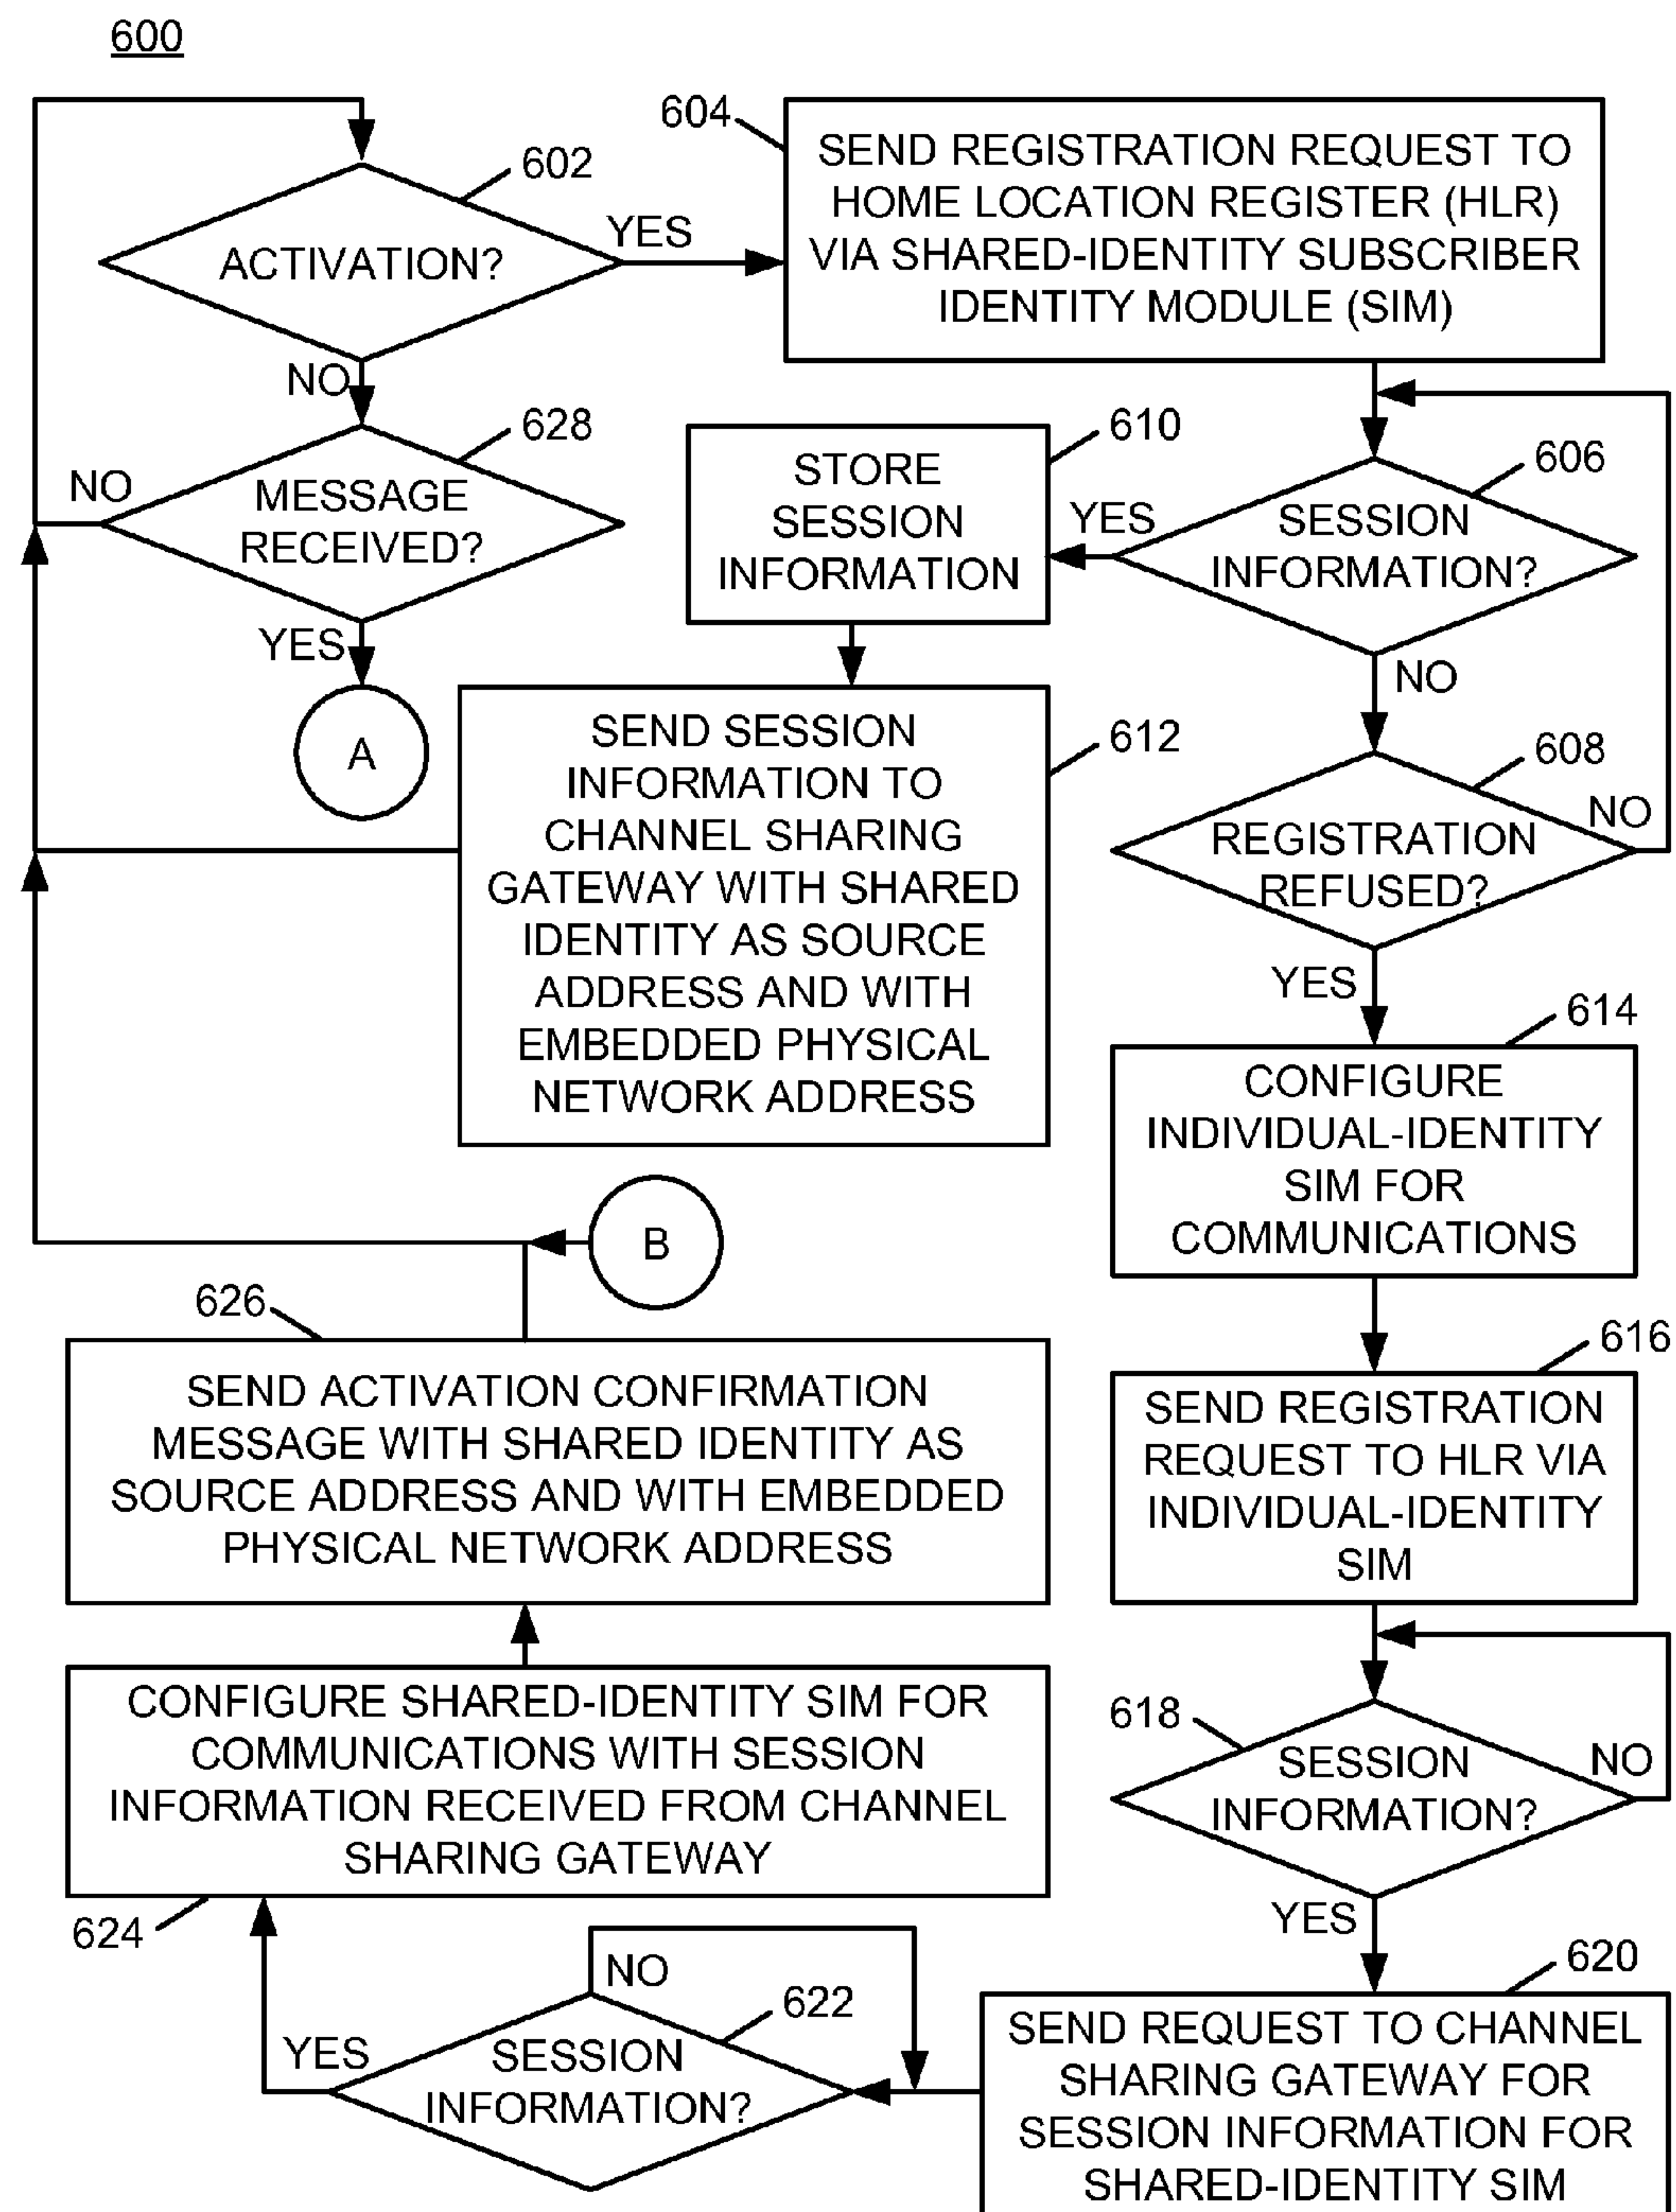 600
602
ACTIVATION?
YES
NO
604
SEND REGISTRATION REQUEST TO
HOME LOCATION REGISTER (HLR)
VIA SHARED-IDENTITY SUBSCRIBER
IDENTITY MODULE (SIM)
628
MESSAGE
RECEIVED?
NO
YES
A
610
STORE
SESSION
INFORMATION
606
SESSION
INFORMATION?
YES
NO
612
SEND SESSION
INFORMATION TO
CHANNEL SHARING
GATEWAY WITH SHARED
IDENTITY AS SOURCE
ADDRESS AND WITH
EMBEDDED PHYSICAL
NETWORK ADDRESS
608
REGISTRATION
REFUSED?
NO
YES
614
CONFIGURE
INDIVIDUAL-IDENTITY
SIM FOR
COMMUNICATIONS
B
616
SEND REGISTRATION
REQUEST TO HLR VIA
INDIVIDUAL-IDENTITY
SIM
626
SEND ACTIVATION CONFIRMATION
MESSAGE WITH SHARED IDENTITY AS
SOURCE ADDRESS AND WITH EMBEDDED
PHYSICAL NETWORK ADDRESS
618
SESSION
INFORMATION?
NO
YES
CONFIGURE SHARED-IDENTITY SIM FOR
COMMUNICATIONS WITH SESSION
INFORMATION RECEIVED FROM CHANNEL
SHARING GATEWAY
624
620
SEND REQUEST TO CHANNEL
SHARING GATEWAY FOR
SESSION INFORMATION FOR
SHARED-IDENTITY SIM
622
SESSION
INFORMATION?
NO
YES